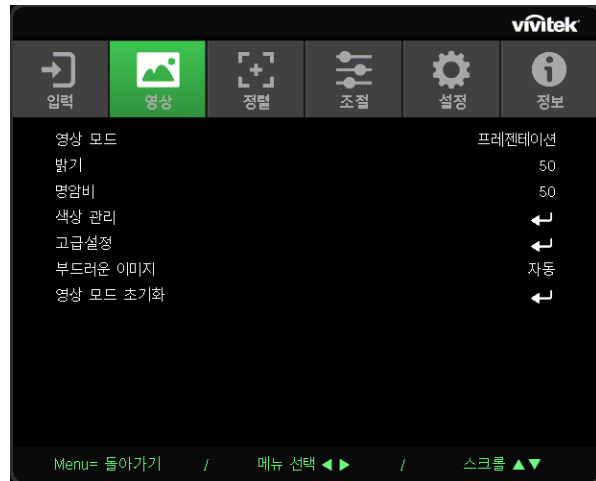 vivitek
입력 영상 정렬 조절 설정 정보
영상 모드 프레젠테이션
밝기 50
명암비 50
색상 관리
고급설정
부드러운 이미지 자동
영상 모드 초기화
Menu= 돌아가기 / 메뉴 선택 ◀ ▶ / 스크롤 ▲▼